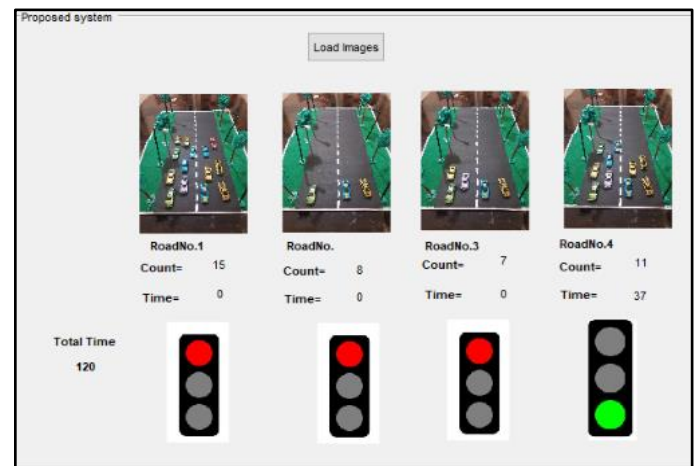 Proposed system
Load Images
RoadNo.1 RoadNo. RoadNo.3 RoadNo.4
Count= 15 Count= 8 Count= 7 Count= 11
Time= 0 Time= 0 Time= 0 Time= 37
Total Time
120